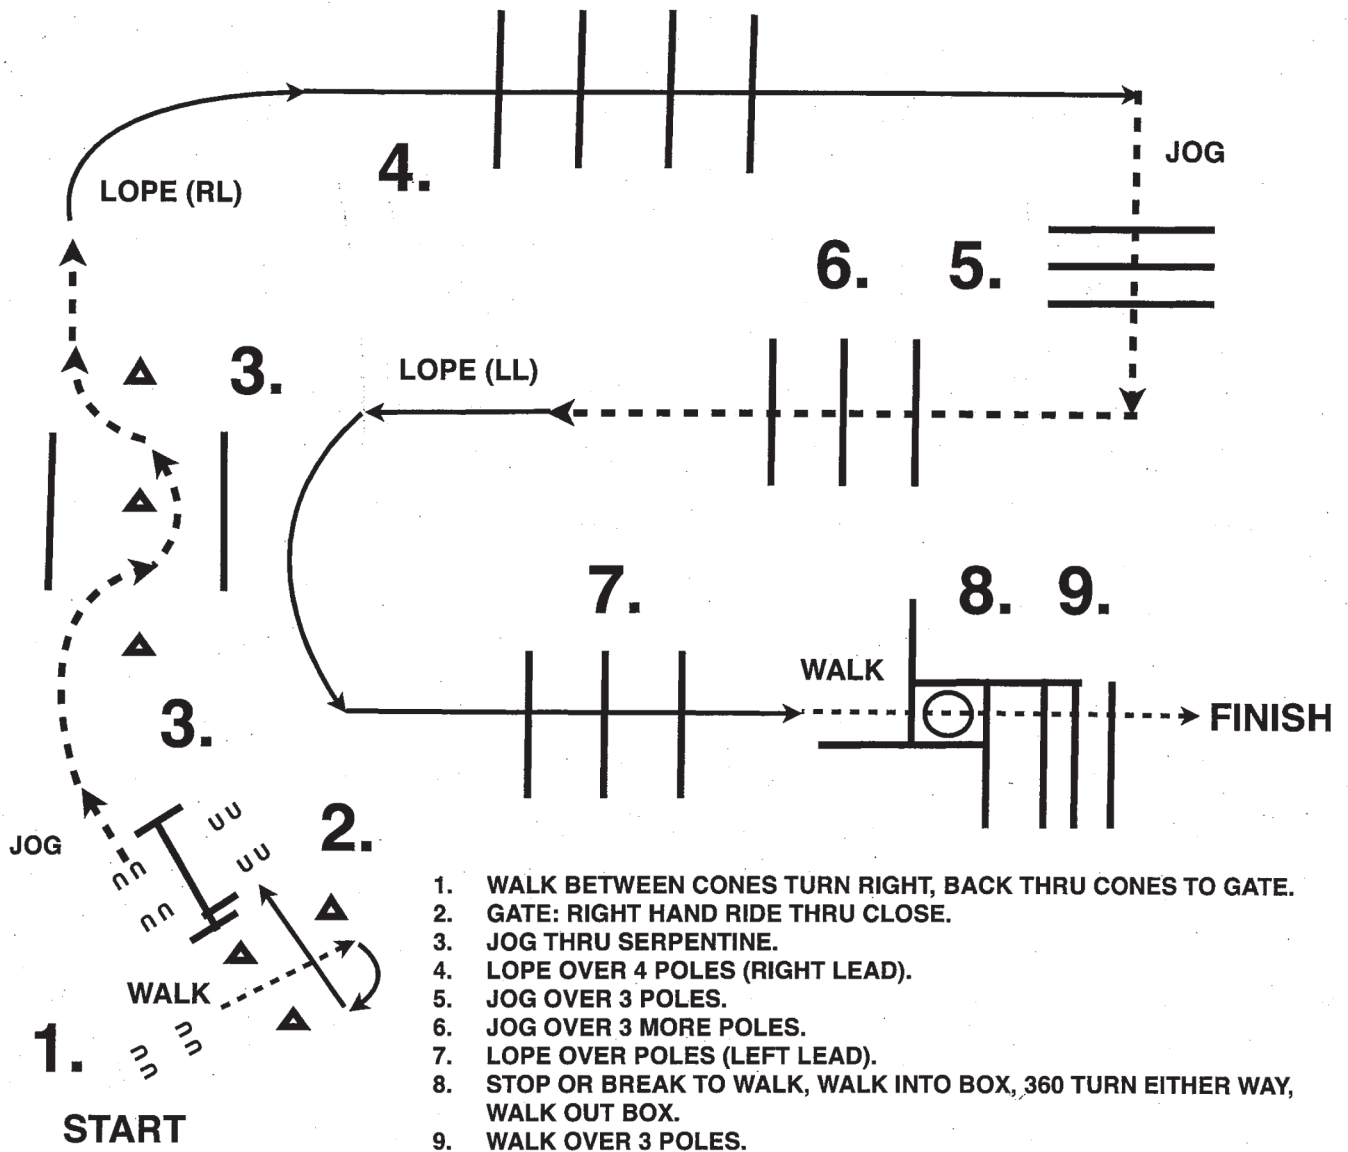 4.
LOPE (RL)
JOG
6.
5.
3.
LOPE (LL)
7.
8.
9.
WALK
FINISH
3.
2.
JOG
WALK
1.
START
1. WALK BETWEEN CONES TURN RIGHT, BACK THRU CONES TO GATE.
2. GATE: RIGHT HAND RIDE THRU CLOSE.
3. JOG THRU SERPENTINE.
4. LOPE OVER 4 POLES (RIGHT LEAD).
5. JOG OVER 3 POLES.
6. JOG OVER 3 MORE POLES.
7. LOPE OVER POLES (LEFT LEAD).
8. STOP OR BREAK TO WALK, WALK INTO BOX, 360 TURN EITHER WAY,
WALK OUT BOX.
9. WALK OVER 3 POLES.